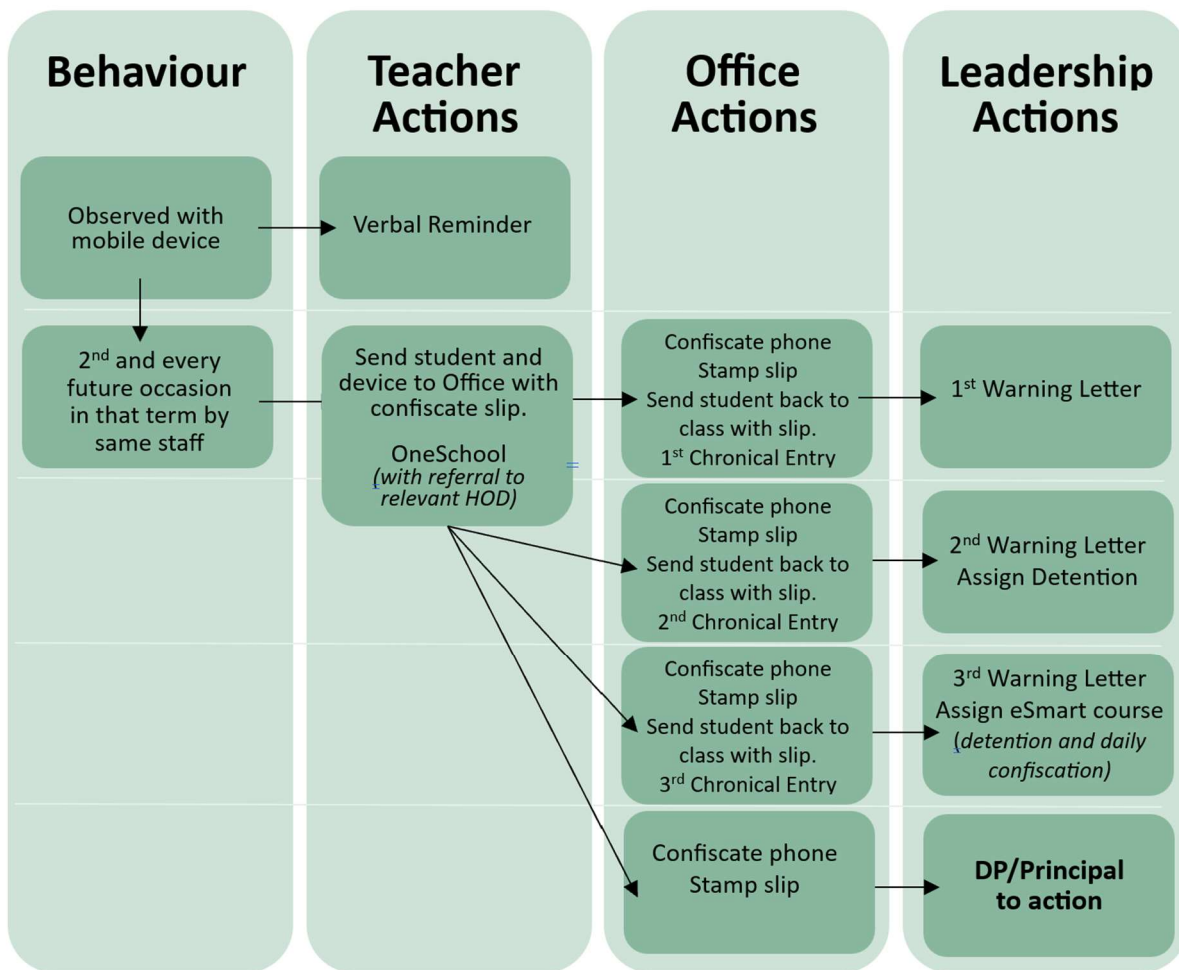 Behaviour
Teacher
Actions
Office
Actions
Leadership
Actions
Observed with
mobile device
Verbal Reminder
2nd and every
future occasion
in that term by
same staff
Send student and
device to Office with
confiscate slip.
OneSchool
(with referral to
relevant HOD)
=
Confiscate phone
Stamp slip
Send student back to
class with slip.
1st Chronical Entry
1st Warning Letter
Confiscate phone
Stamp slip
Send student back to
class with slip.
2nd Chronical Entry
2nd Warning Letter
Assign Detention
Confiscate phone
Stamp slip
Send student back to
class with slip.
3rd Chronical Entry
3rd Warning Letter
Assign eSmart course
(detention and daily
confiscation)
Confiscate phone
Stamp slip
DP/Principal
to action